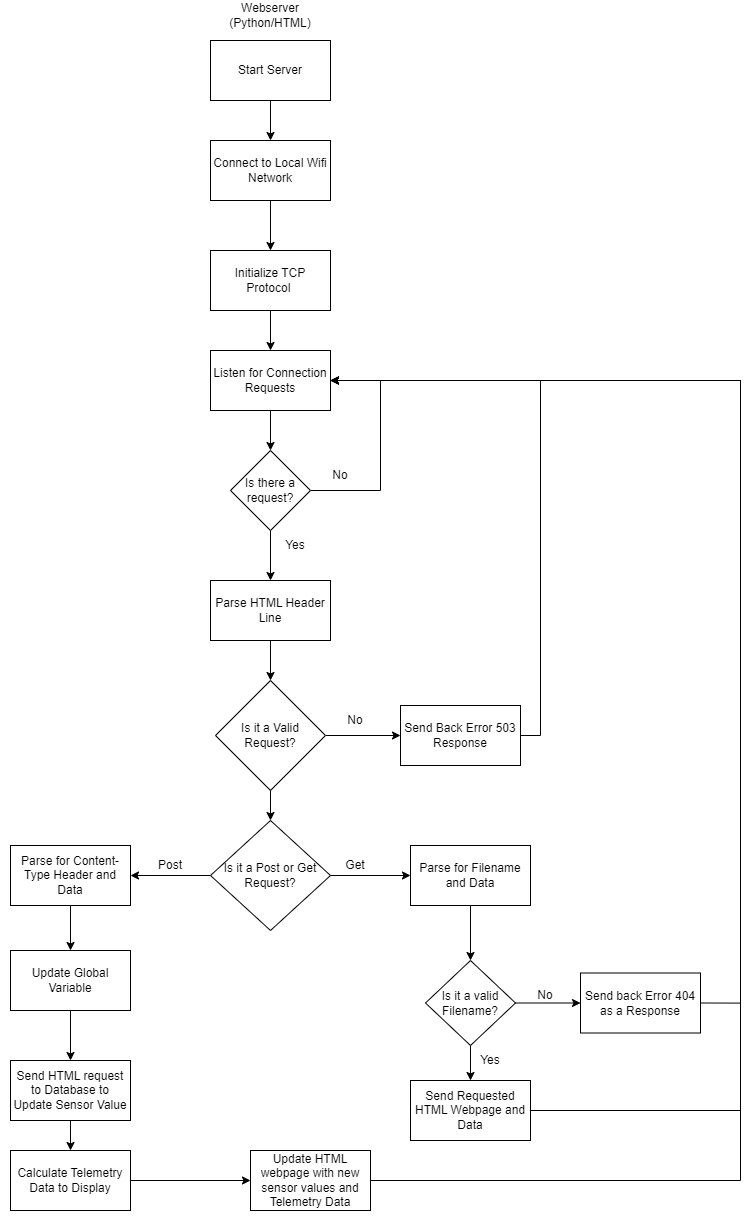 Webserver
(Python/HTML)
Start Server
Connect to Local Wifi
Network
Initialize TCP
Protocol
Listen for Connection
Requests
Is there a
request?
No
Yes
Parse HTML Header
Line
Is it a Valid
Request?
No
Send Back Error 503
Response
Is it a Post or Get
Request?
Post
Get
Parse for Content-
Type Header and
Data
Parse for Filename
and Data
Update Global
Variable
Is it a valid
Filename?
No
Send back Error 404
as a Response
Yes
Send HTML request
to Database to
Update Sensor Value
Send Requested
HTML Webpage and
Data
Calculate Telemetry
Data to Display
Update HTML
webpage with new
sensor values and
Telemetry Data